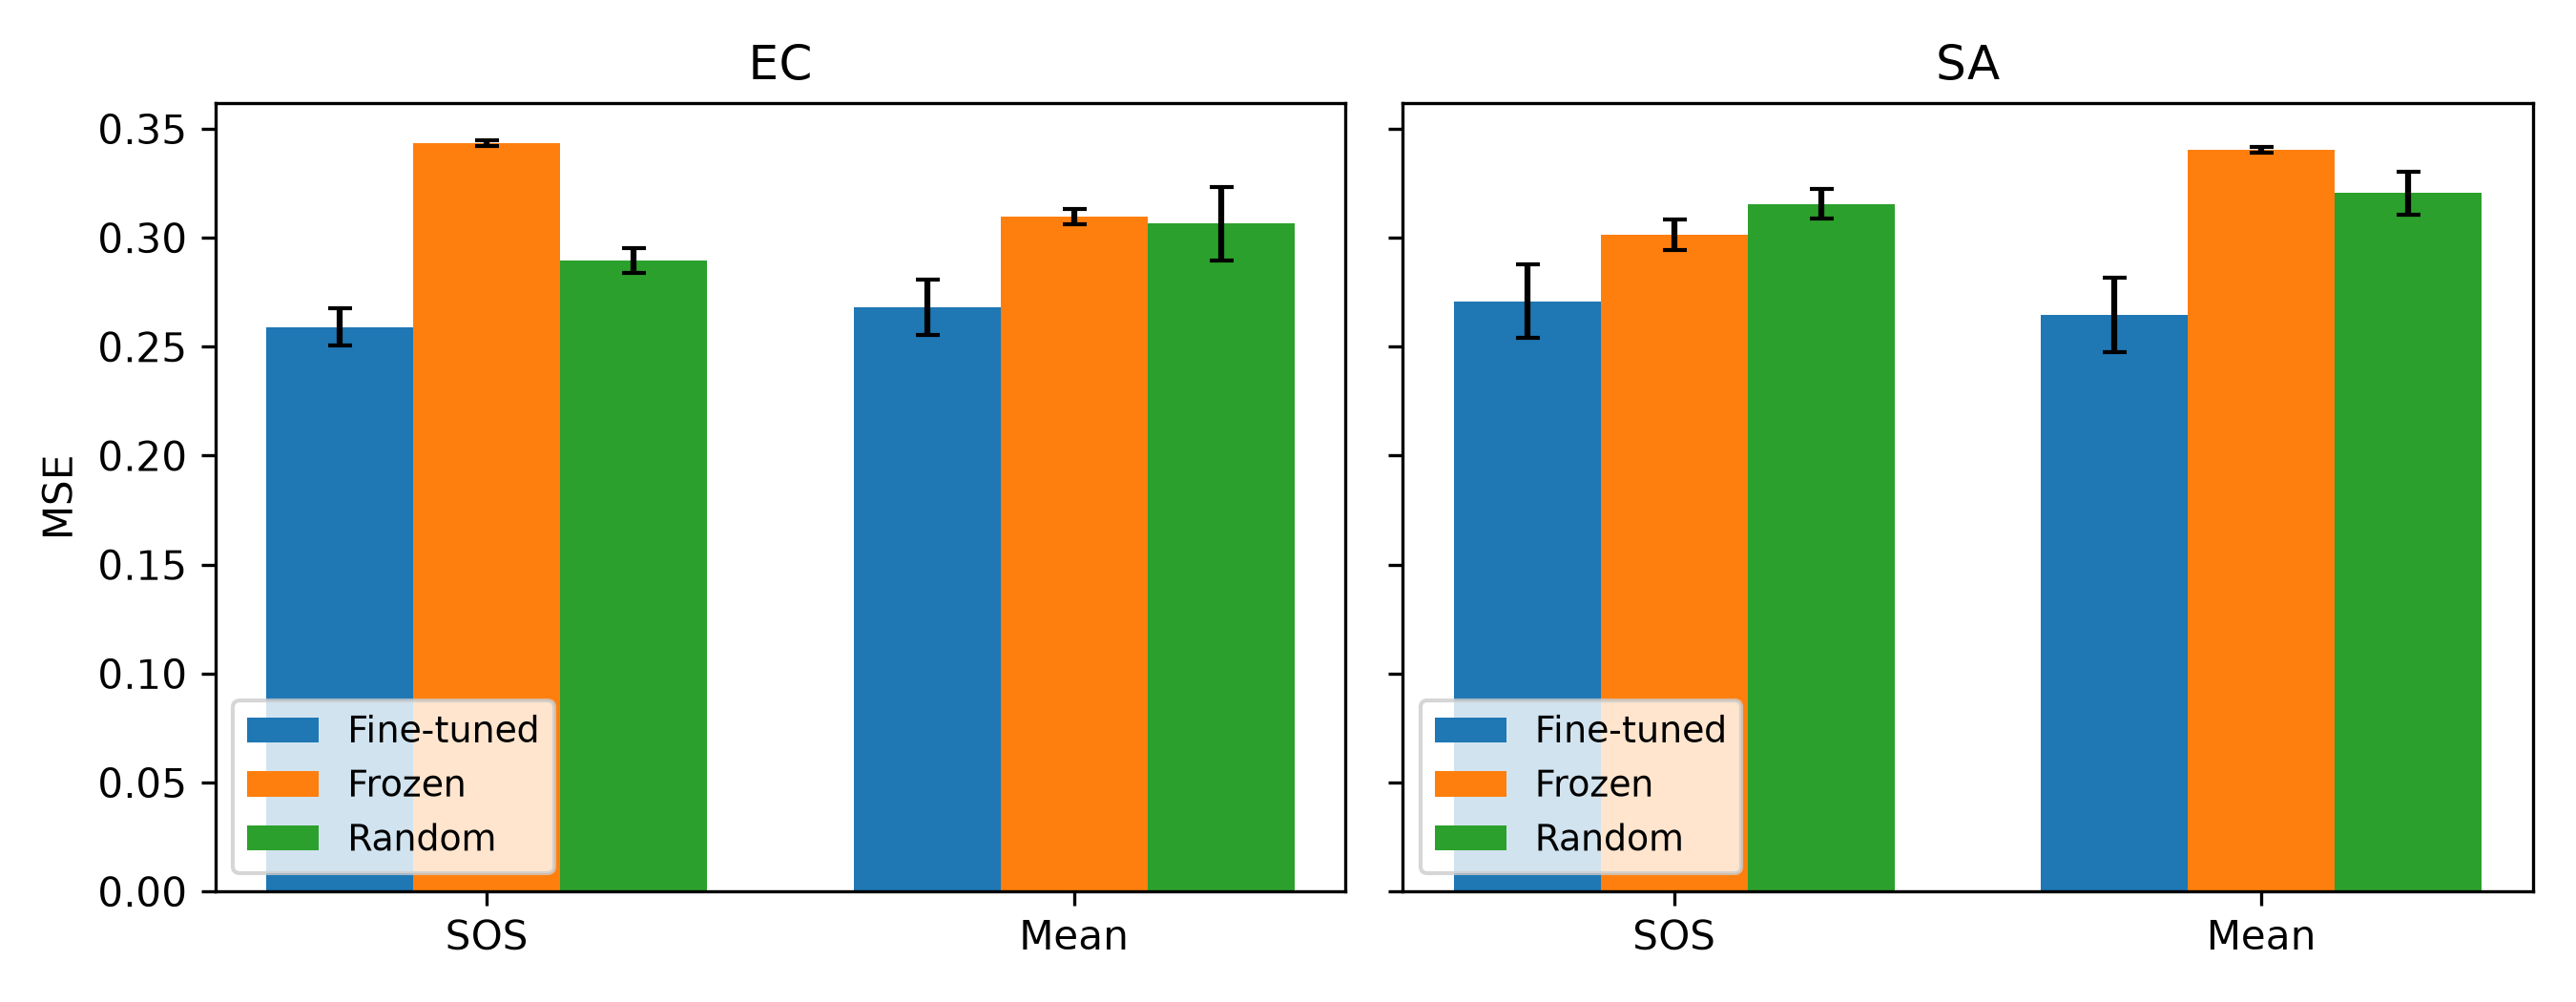 EC
MSE
0.35
0.30
0.25
0.20
0.15
0.10
0.05
0.00
Fine-tuned
Frozen
Random
SOS Mean
SA
Fine-tuned
Frozen
Random
SOS Mean